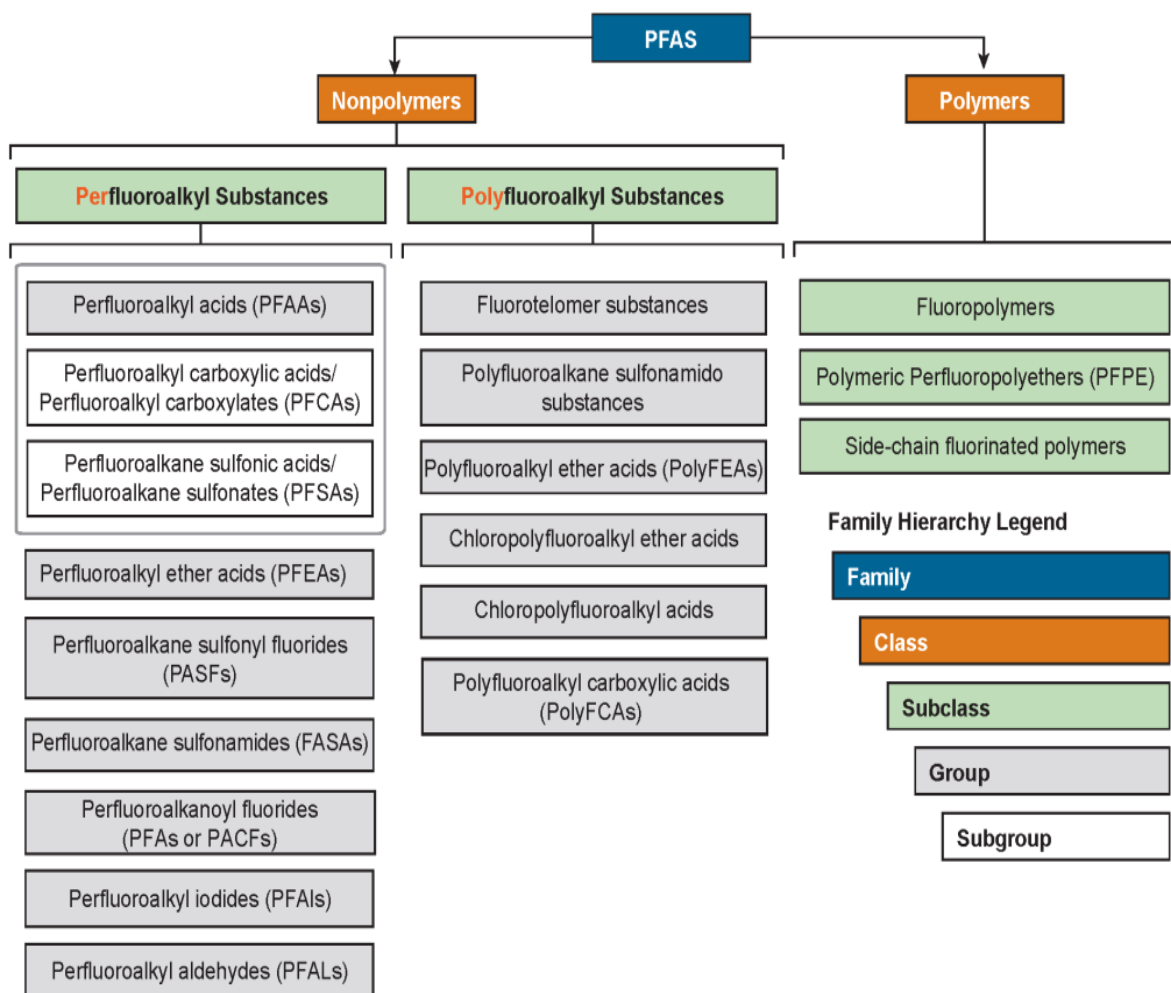 PFAS
Nonpolymers
Polymers
Perfluoroalkyl Substances
Polyfluoroalkyl Substances
Perfluoroalkyl acids (PFAAs)
Perfluoroalkyl carboxylic acids/
Perfluoroalkyl carboxylates (PFCAs)
Perfluoroalkane sulfonic acids/
Perfluoroalkane sulfonates (PFSAs)
Perfluoroalkyl ether acids (PFEAs)
Perfluoroalkane sulfonyl fluorides
(PASFs)
Perfluoroalkane sulfonamides (FASAs)
Perfluoroalkanoyl fluorides
(PFAs or PACFs)
Perfluoroalkyl iodides (PFAIs)
Perfluoroalkyl aldehydes (PFALs)
Fluorotelomer substances
Polyfluoroalkane sulfonamido
substances
Polyfluoroalkyl ether acids (PolyFEAs)
Chloropolyfluoroalkyl ether acids
Chloropolyfluoroalkyl acids
Polyfluoroalkyl carboxylic acids
(PolyFCAs)
Fluoropolymers
Polymeric Perfluoropolyethers (PFPE)
Side-chain fluorinated polymers
Family Hierarchy Legend
Family
Class
Subclass
Group
Subgroup